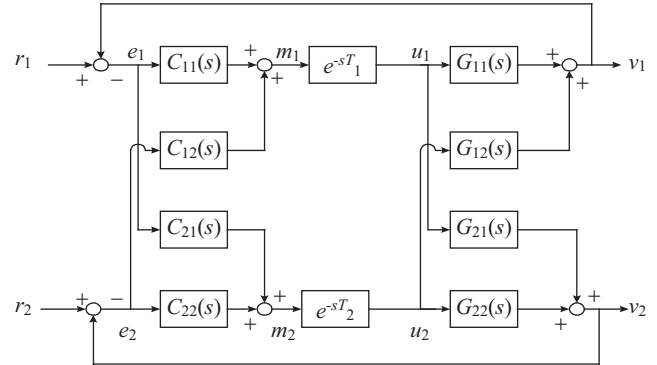 r₁ + − e₁ C₁₁(s) + + m₁ e⁻ˢᵀ₁ u₁ G₁₁(s) + + v₁
C₁₂(s) G₁₂(s)
C₂₁(s) G₂₁(s)
r₂ + − e₂ C₂₂(s) + + m₂ e⁻ˢᵀ₂ u₂ G₂₂(s) + + v₂